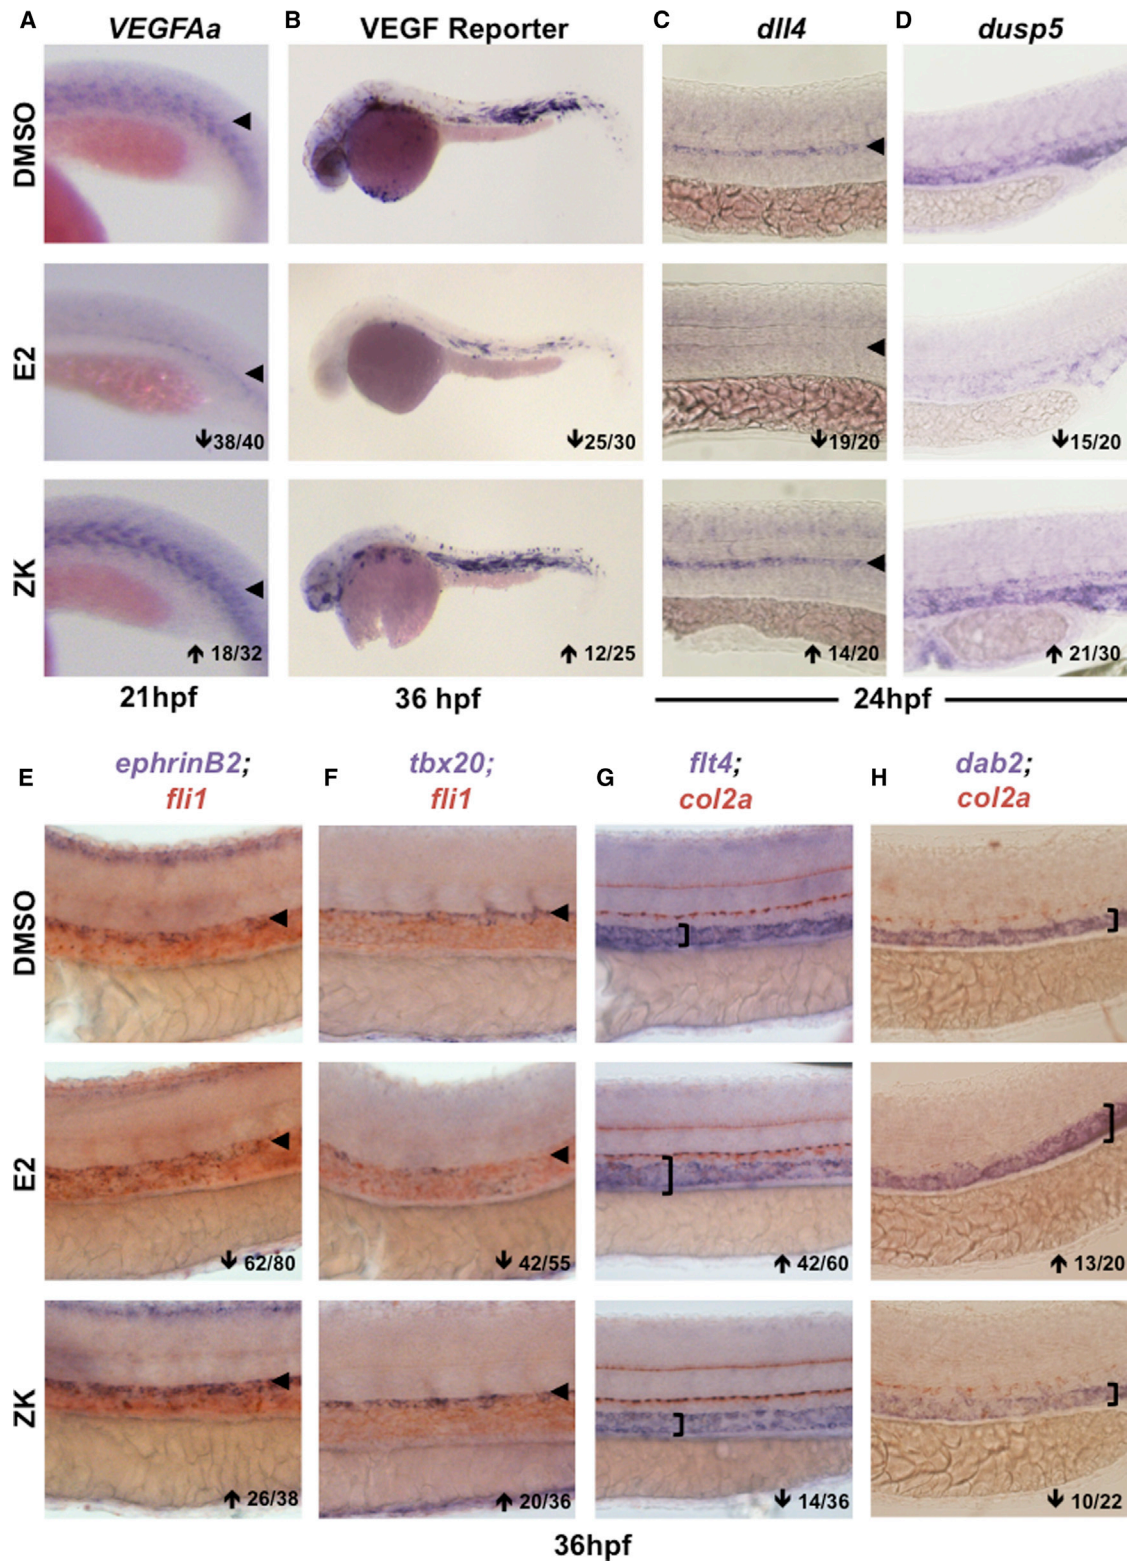 A VEGFAa B VEGF Reporter C dll4 D dusp5
DMSO
E2
↓38/40 ↓25/30 ↓19/20 ↓15/20
ZK
↑ 18/32 ↑ 12/25 ↑ 14/20 ↑ 21/30
21hpf 36 hpf 24hpf
E ephrinB2; F tbx20; G flt4; H dab2;
fli1 fli1 col2a col2a
DMSO
E2
↓ 62/80 ↓ 42/55 ↑ 42/60 ↑ 13/20
ZK
↑ 26/38 ↑ 20/36 ↓ 14/36 ↓ 10/22
36hpf